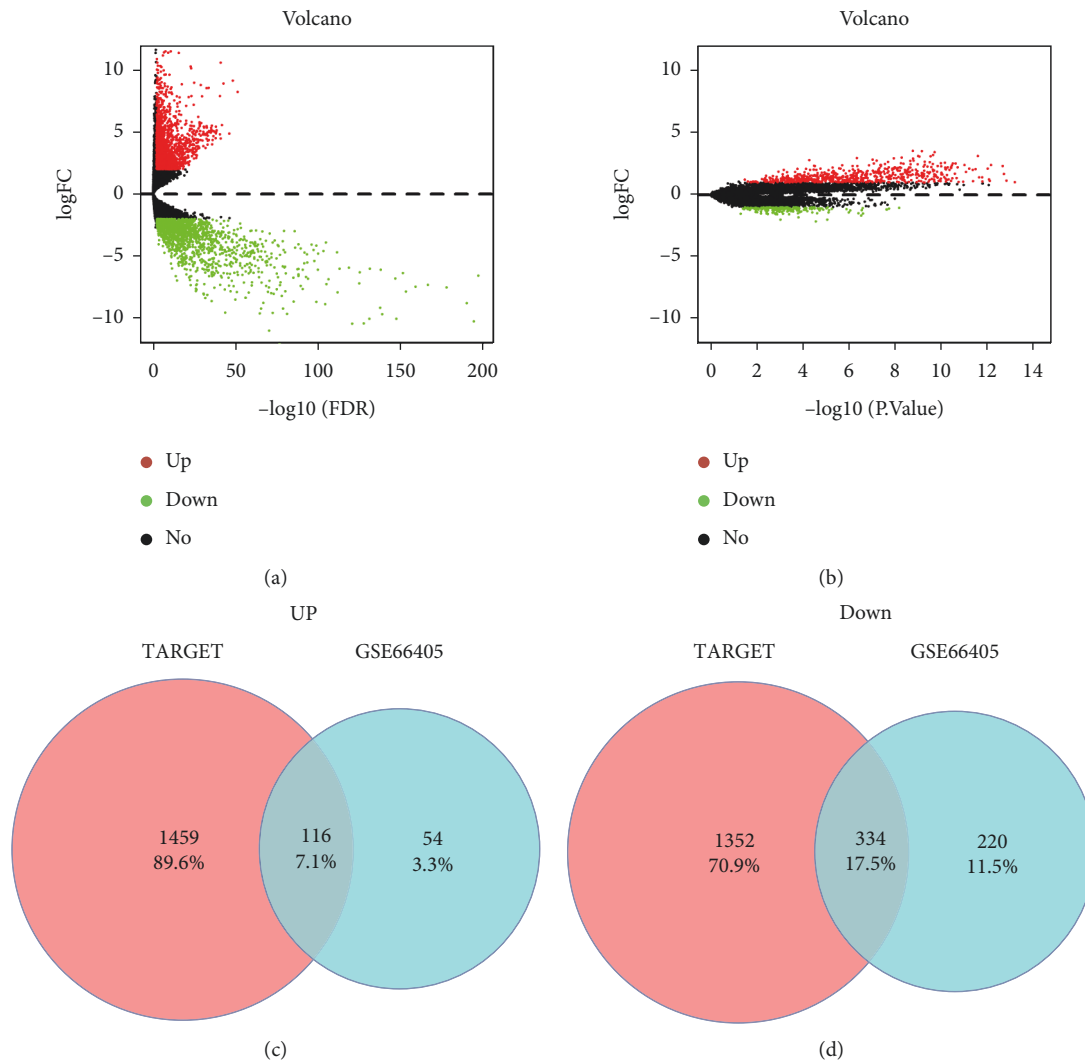 Volcano
10
5
0
−5
−10
logFC
0
50
100
150
200
−log10 (FDR)
Up
Down
No
(a)
Volcano
10
5
0
−5
−10
logFC
0
2
4
6
8
10
12
14
−log10 (P.Value)
Up
Down
No
(b)
UP
TARGET
GSE66405
1459
89.6%
116
7.1%
54
3.3%
(c)
Down
TARGET
GSE66405
1352
70.9%
334
17.5%
220
11.5%
(d)